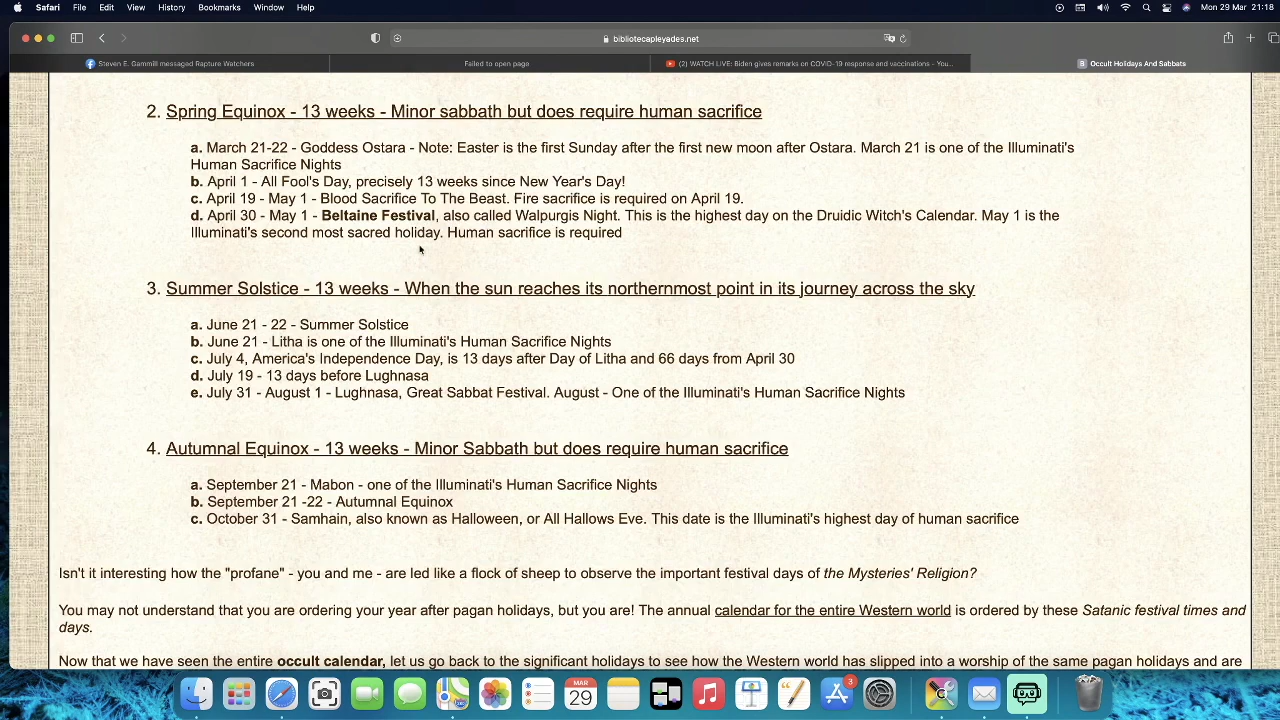 Safari File Edit View History Bookmarks Window Help Mon 29 Mar 21:18
bibliotecapleyades.net
Steven E. Gammill messaged Rapture Watchers Failed to open page (2) WATCH LIVE: Biden gives remarks on COVID-19 response and vaccinations - You... Occult Holidays And Sabbats
2. Spring Equinox - 13 weeks - Minor sabbath but does require human sacrifice
a. March 21-22 - Goddess Ostara - Note: Easter is the first Sunday after the first new moon after Ostara. March 21 is one of the Illuminati's
Human Sacrifice Nights
b. April 1 - All Fool's Day, precisely 13 weeks since New Year's Day!
c. April 19 - May 1 - Blood Sacrifice To The Beast. Fire sacrifice is required on April 19.
d. April 30 - May 1 - Beltaine Festival, also called Walpurgis Night. This is the highest day on the Druidic Witch's Calendar. May 1 is the
Illuminati's second most sacred holiday. Human sacrifice is required
3. Summer Solstice - 13 weeks - When the sun reaches its northernmost point in its journey across the sky
a. June 21 - 22 - Summer Solstice
b. June 21 - Litha is one of the Illuminati's Human Sacrifice Nights
c. July 4, America's Independence Day, is 13 days after Day of Litha and 66 days from April 30
d. July 19 - 13 days before Lughnasa
e. July 31 - August 1 - Lughnasa, Great Sabbat Festival. August - One of the Illuminati's Human Sacrifice Nights
4. Autumnal Equinox - 13 weeks - Minor Sabbath but does require human sacrifice
a. September 21 - Mabon - one of the Illuminati's Human Sacrifice Nights
b. September 21 -22 - Autumnal Equinox
c. October 31 - Samhain, also known as Halloween, or All Hallows Eve. This date is the Illuminati's highest day of human sacrifice
Isn't it interesting how the "profane" - you and me - are led by lack of belief to observe the important festival days of the Mysteries' Religion?
You may not understand that you are ordering your year after pagan holidays, but you are! The annual calendar for the entire Western world is ordered by these Satanic festival times and
days.
Now that we have seen the entire occult calendar, let us go back to the significant holidays to see how the Western world has slipped into a worship of the same pagan holidays and are
MAR
29
3